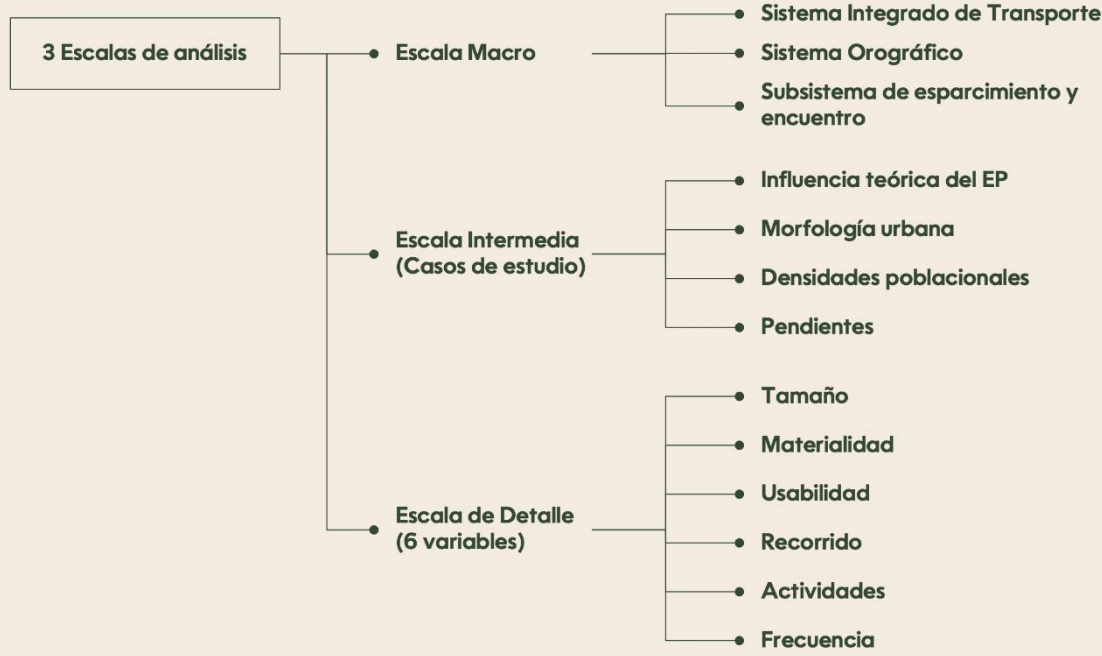 3 Escalas de análisis
Escala Macro
Sistema Integrado de Transporte
Sistema Orográfico
Subsistema de esparcimiento y
encuentro
Escala Intermedia
(Casos de estudio)
Influencia teórica del EP
Morfología urbana
Densidades poblacionales
Pendientes
Escala de Detalle
(6 variables)
Tamaño
Materialidad
Usabilidad
Recorrido
Actividades
Frecuencia